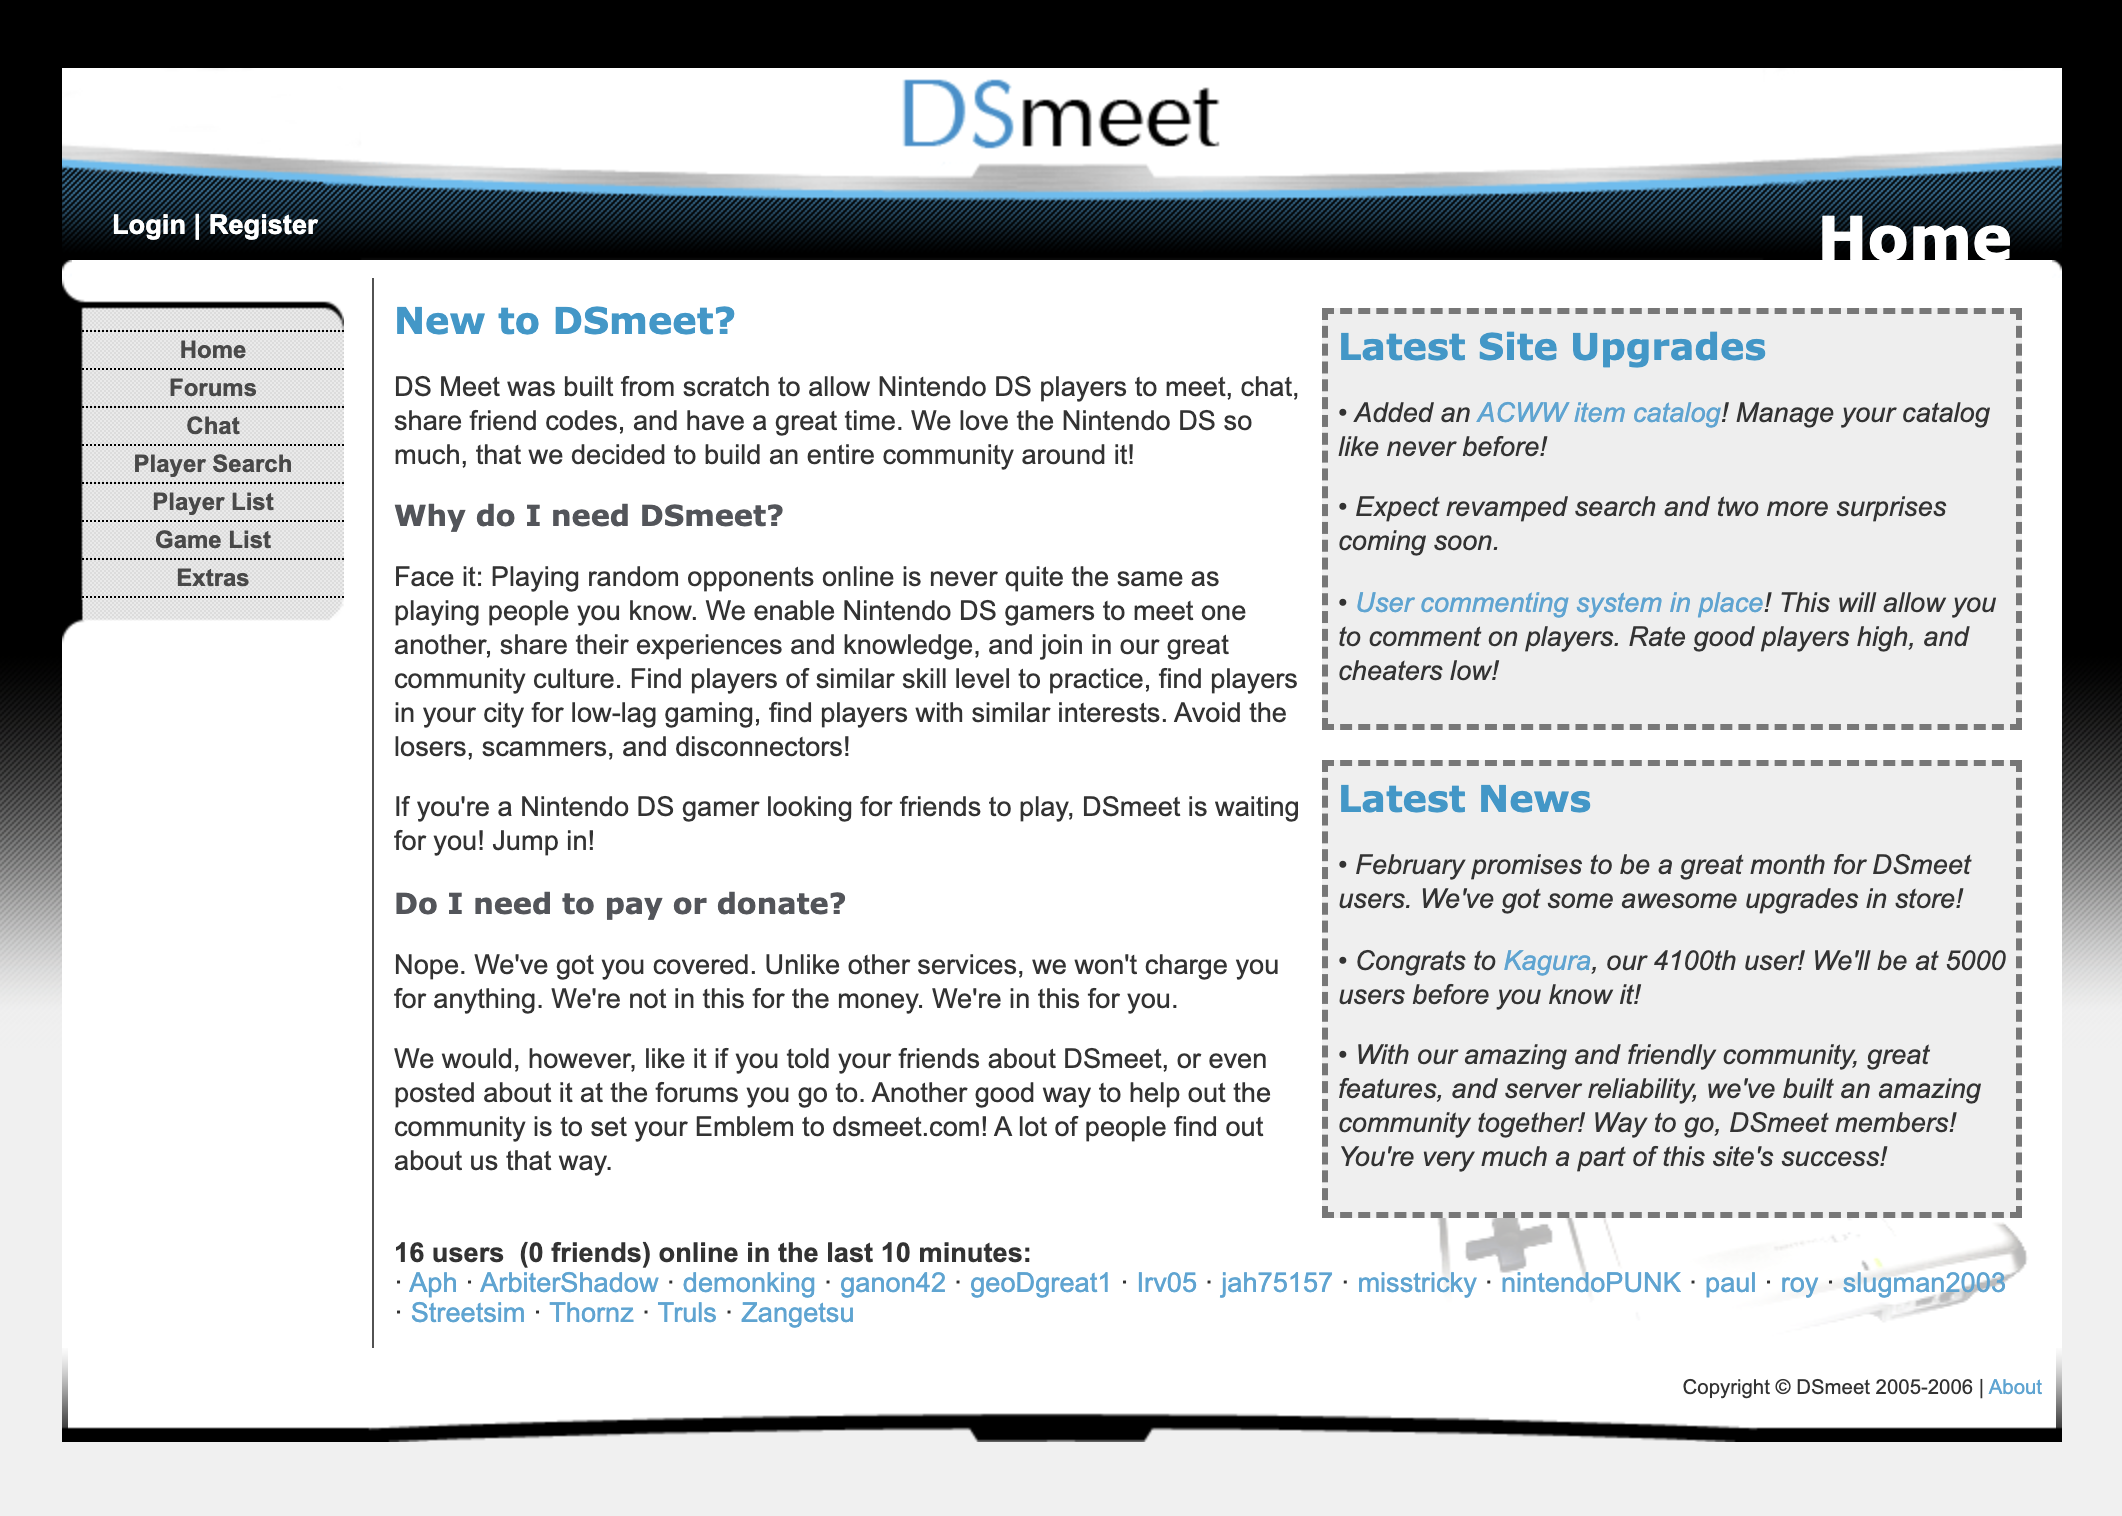 DSmeet
Login | Register
Home
Home
Forums
Chat
Player Search
Player List
Game List
Extras
New to DSmeet?
DS Meet was built from scratch to allow Nintendo DS players to meet, chat,
share friend codes, and have a great time. We love the Nintendo DS so
much, that we decided to build an entire community around it!
Why do I need DSmeet?
Face it: Playing random opponents online is never quite the same as
playing people you know. We enable Nintendo DS gamers to meet one
another, share their experiences and knowledge, and join in our great
community culture. Find players of similar skill level to practice, find players
in your city for low-lag gaming, find players with similar interests. Avoid the
losers, scammers, and disconnectors!
If you're a Nintendo DS gamer looking for friends to play, DSmeet is waiting
for you! Jump in!
Do I need to pay or donate?
Nope. We've got you covered. Unlike other services, we won't charge you
for anything. We're not in this for the money. We're in this for you.
We would, however, like it if you told your friends about DSmeet, or even
posted about it at the forums you go to. Another good way to help out the
community is to set your Emblem to dsmeet.com! A lot of people find out
about us that way.
Latest Site Upgrades
• Added an ACWW item catalog! Manage your catalog
like never before!
• Expect revamped search and two more surprises
coming soon.
• User commenting system in place! This will allow you
to comment on players. Rate good players high, and
cheaters low!
Latest News
• February promises to be a great month for DSmeet
users. We've got some awesome upgrades in store!
• Congrats to Kagura, our 4100th user! We'll be at 5000
users before you know it!
• With our amazing and friendly community, great
features, and server reliability, we've built an amazing
community together! Way to go, DSmeet members!
You're very much a part of this site's success!
16 users (0 friends) online in the last 10 minutes:
· Aph · ArbiterShadow · demonking · ganon42 · geoDgreat1 · Irv05 · jah75157 · misstricky · nintendoPUNK · paul · roy · slugman2003
· Streetsim · Thornz · Truls · Zangetsu
Copyright © DSmeet 2005-2006 | About